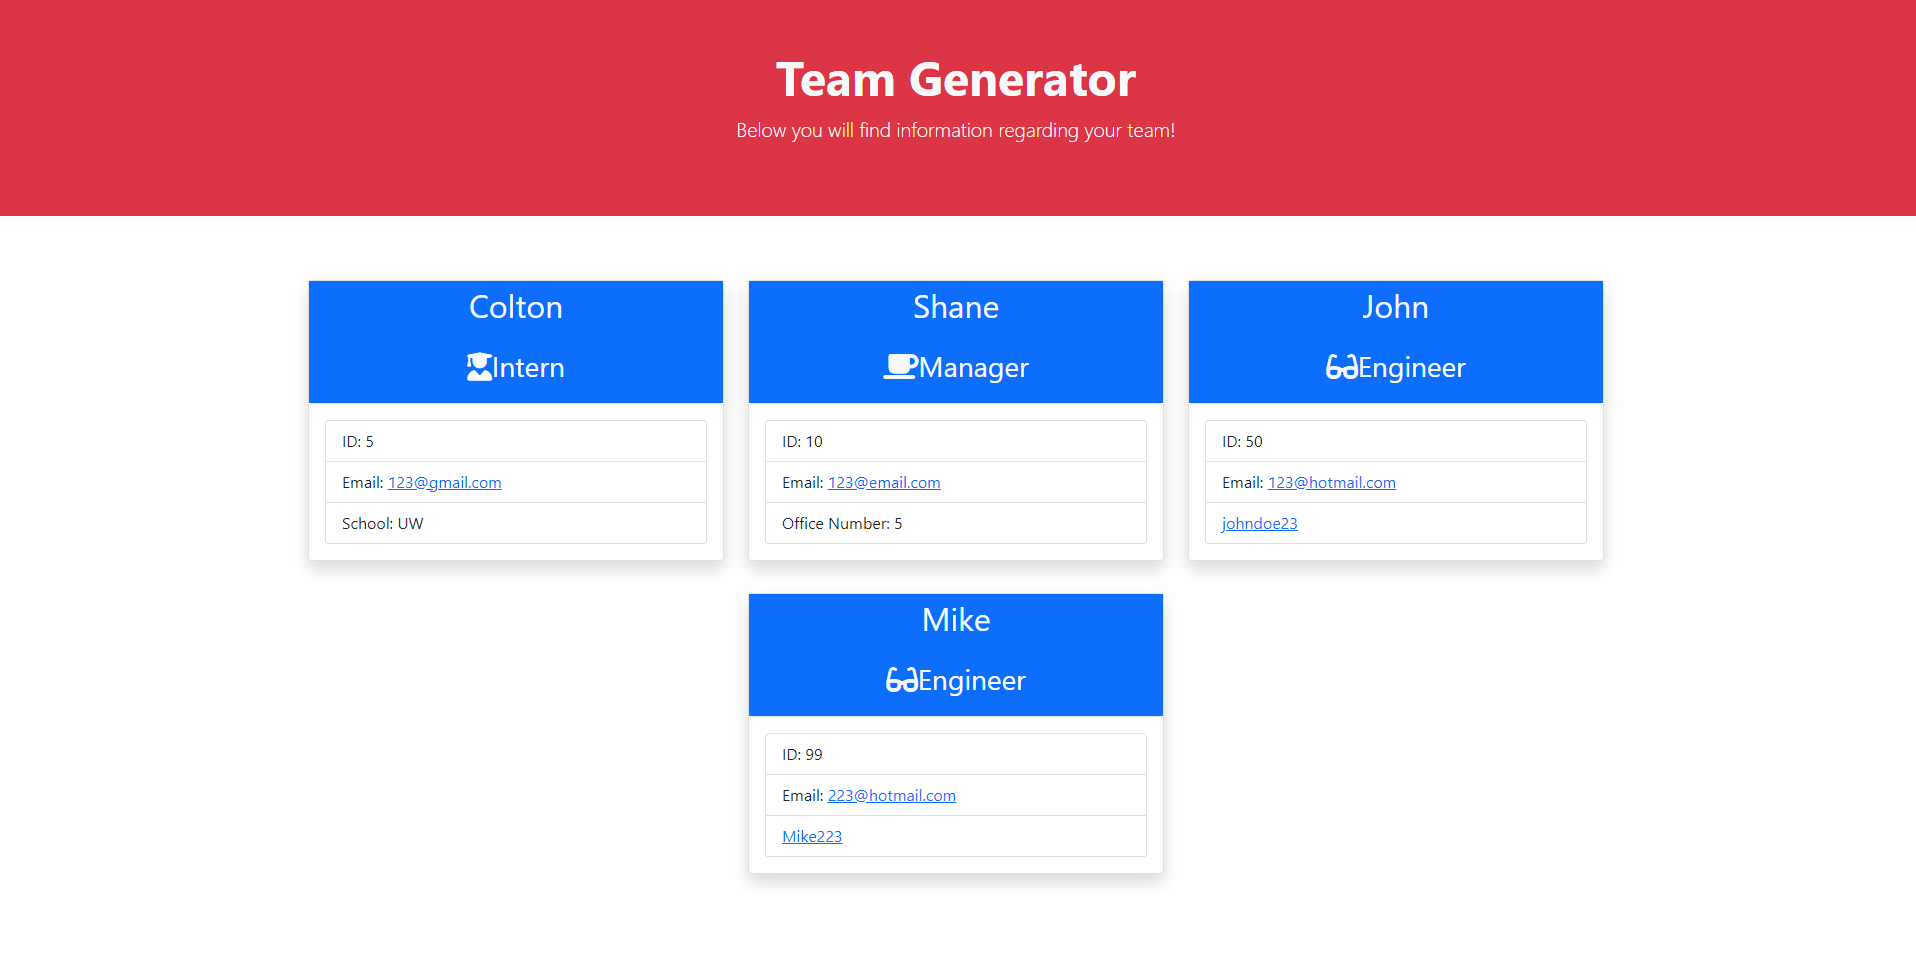 Team Generator
Below you will find information regarding your team!
Colton
Intern
ID: 5
Email: 123@gmail.com
School: UW
Shane
Manager
ID: 10
Email: 123@email.com
Office Number: 5
John
Engineer
ID: 50
Email: 123@hotmail.com
johndoe23
Mike
Engineer
ID: 99
Email: 223@hotmail.com
Mike223